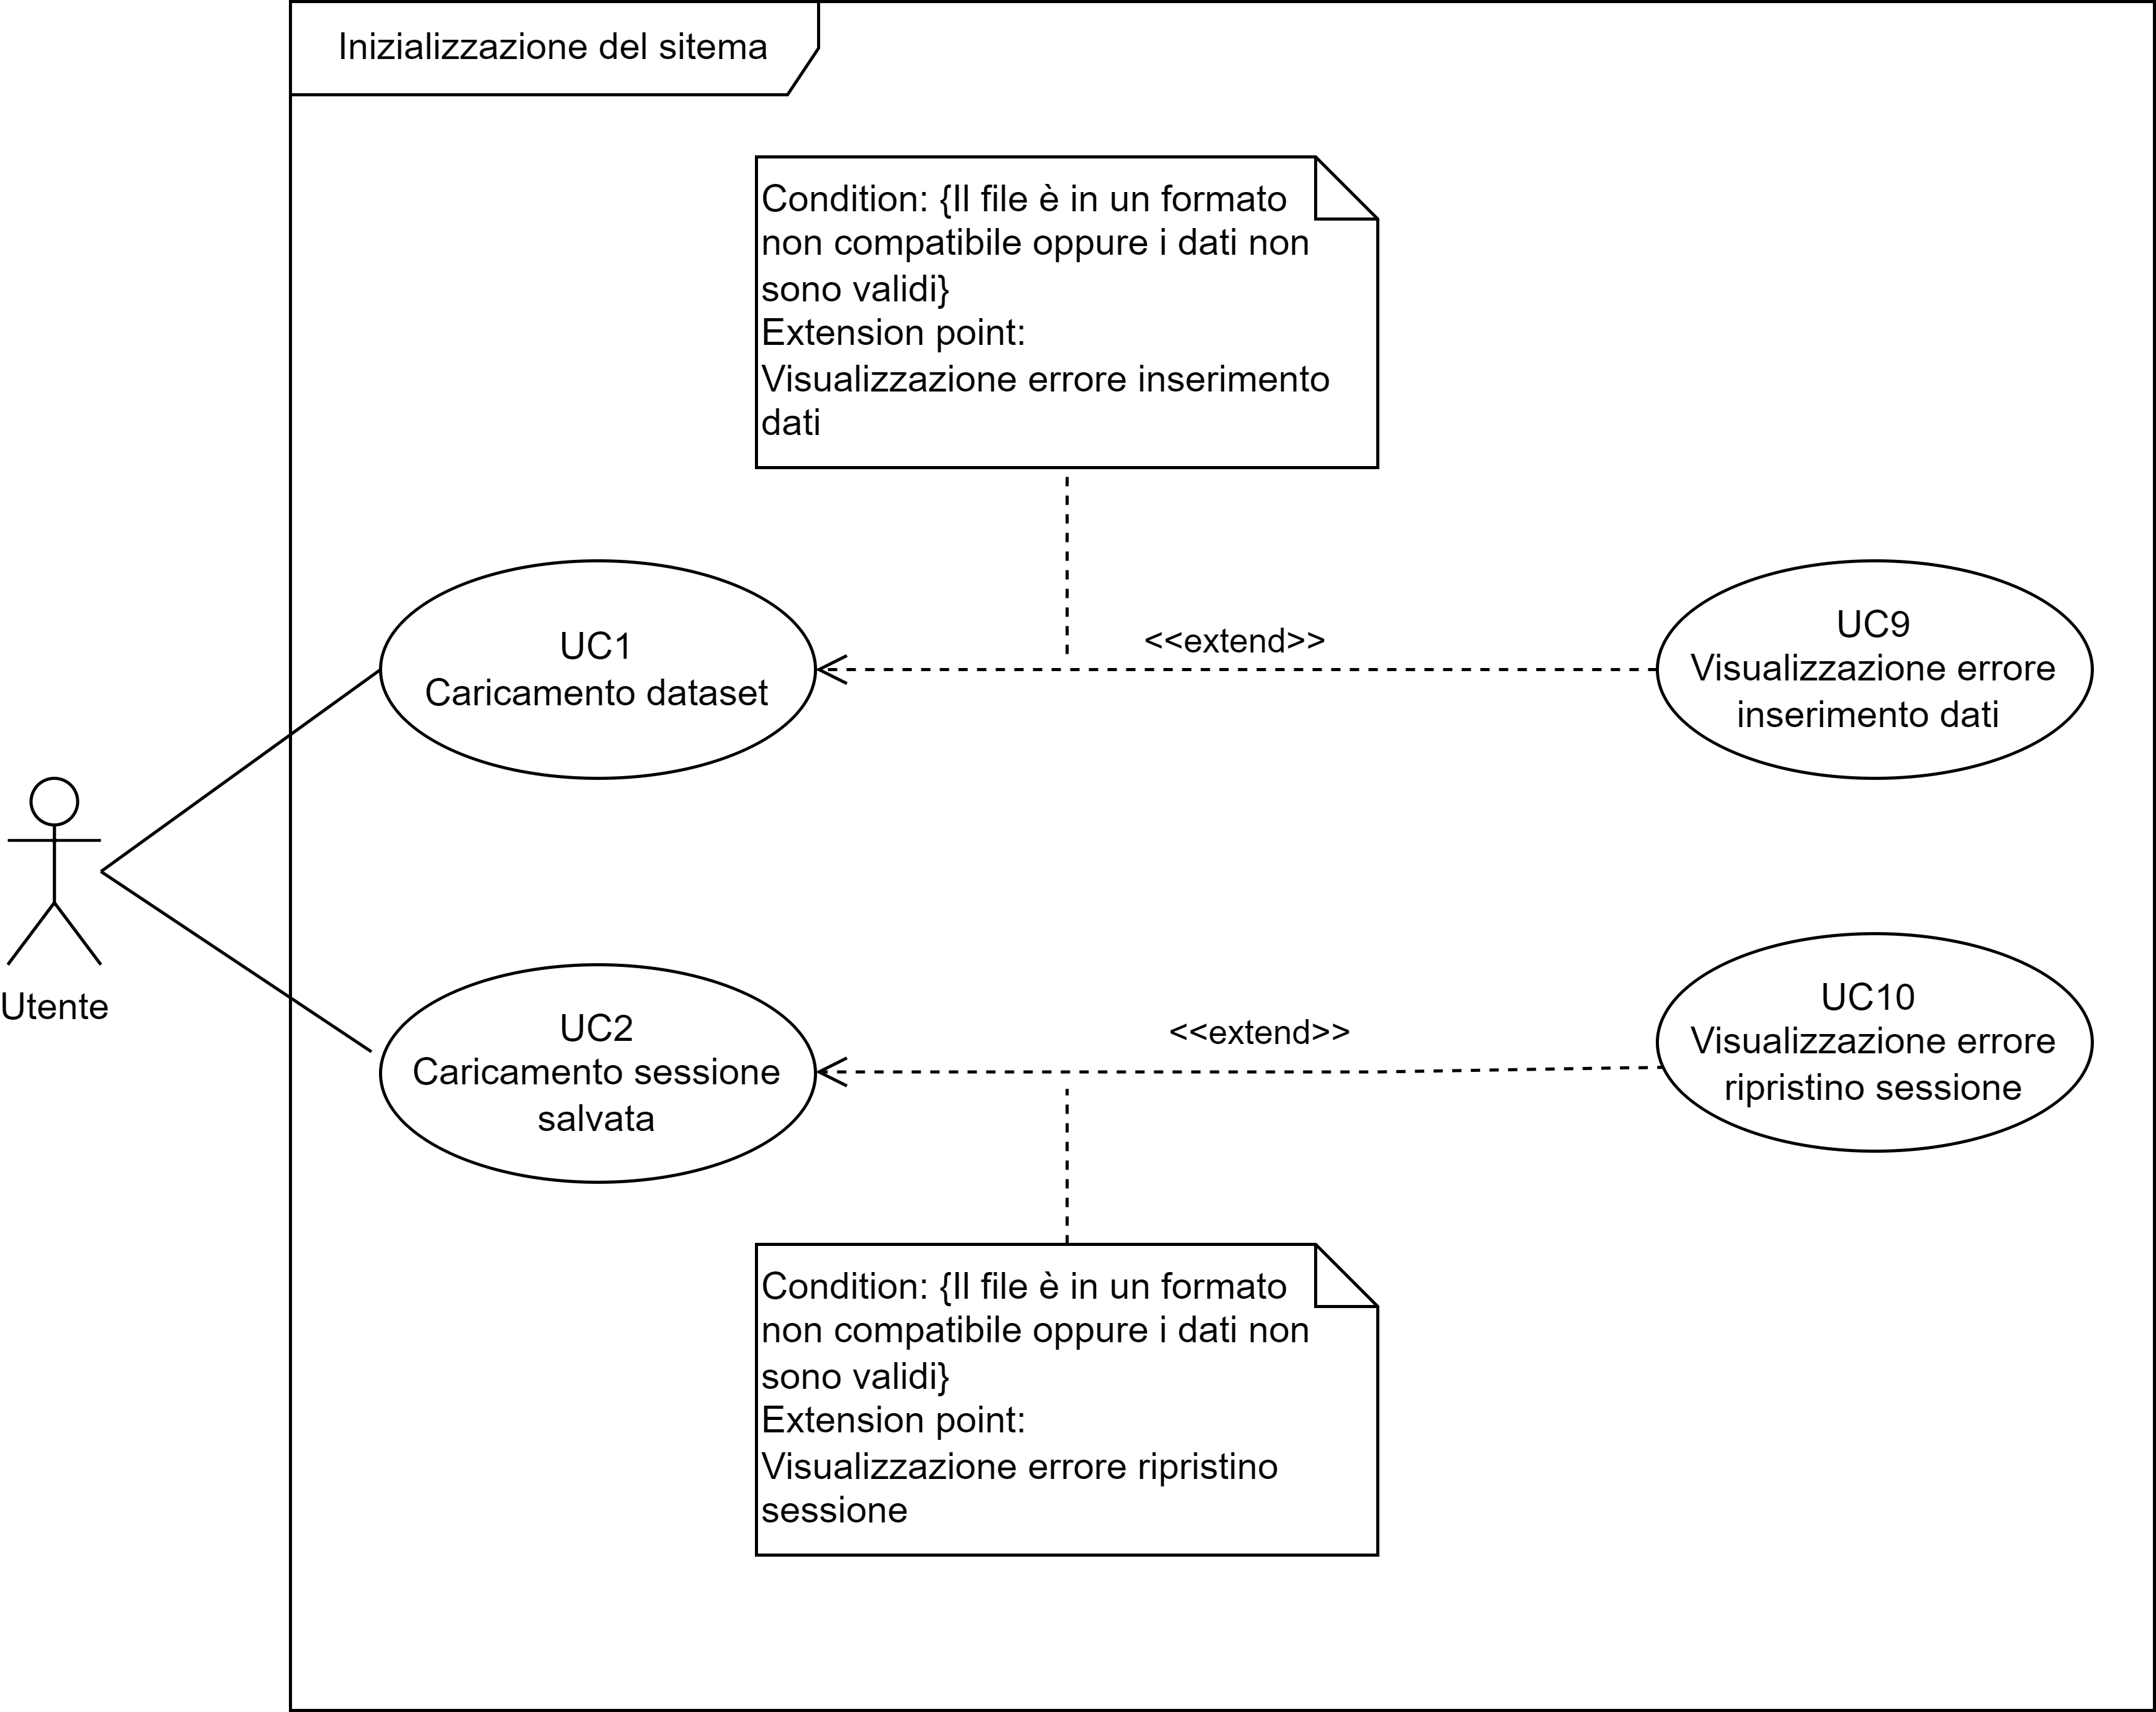 Inizializzazione del sitema
Condition: {Il file è in un formato
non compatibile oppure i dati non
sono validi}
Extension point:
Visualizzazione errore inserimento
dati
UC1
Caricamento dataset
<<extend>>
UC9
Visualizzazione errore
inserimento dati
Utente
UC2
Caricamento sessione
salvata
<<extend>>
UC10
Visualizzazione errore
ripristino sessione
Condition: {Il file è in un formato
non compatibile oppure i dati non
sono validi}
Extension point:
Visualizzazione errore ripristino
sessione